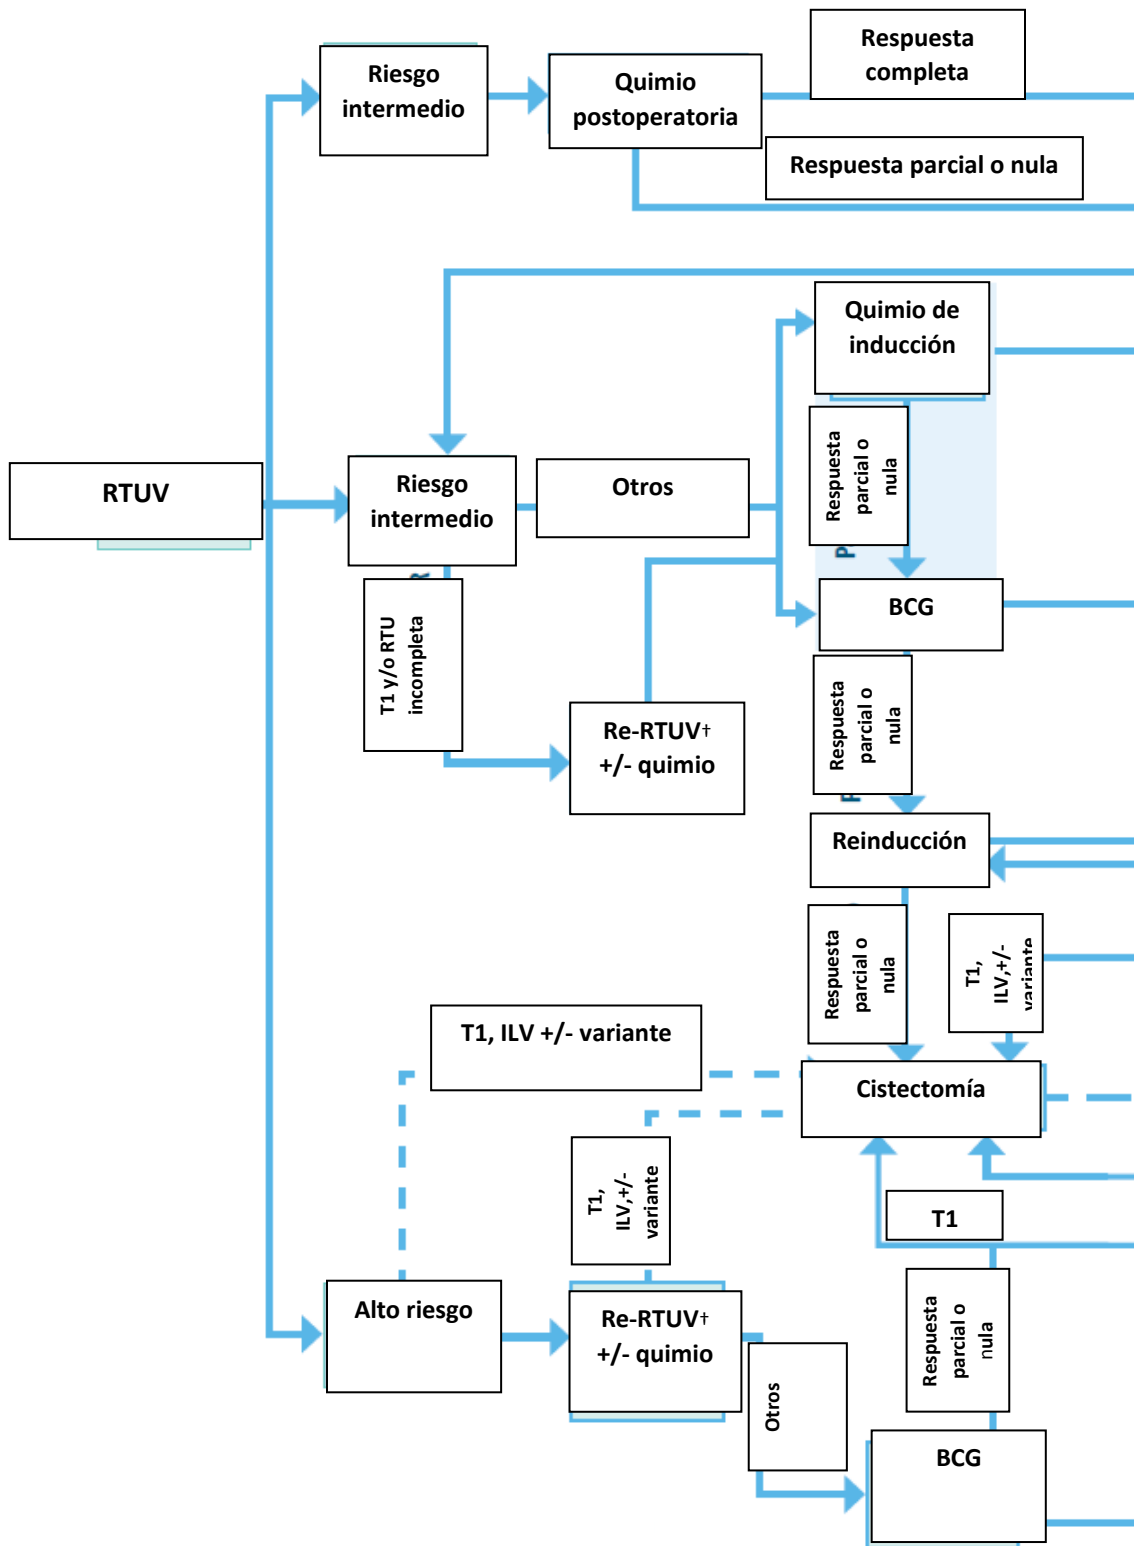 Respuesta
completa
Riesgo
intermedio
Quimio
postoperatoria
Respuesta parcial o nula
Quimio de
inducción
Respuesta
parcial o
nula
RTUV
Riesgo
intermedio
Otros
P
R
BCG
T1 y/o RTU
incompleta
Respuesta
parcial o
nula
Re-RTUV†
+/- quimio
Reinducción
Respuesta
parcial o
nula
T1,
ILV,+/-
variante
T1, ILV +/- variante
Cistectomía
T1,
ILV,+/-
variante
T1
Alto riesgo
Re-RTUV†
+/- quimio
Respuesta
parcial o
nula
Otros
BCG